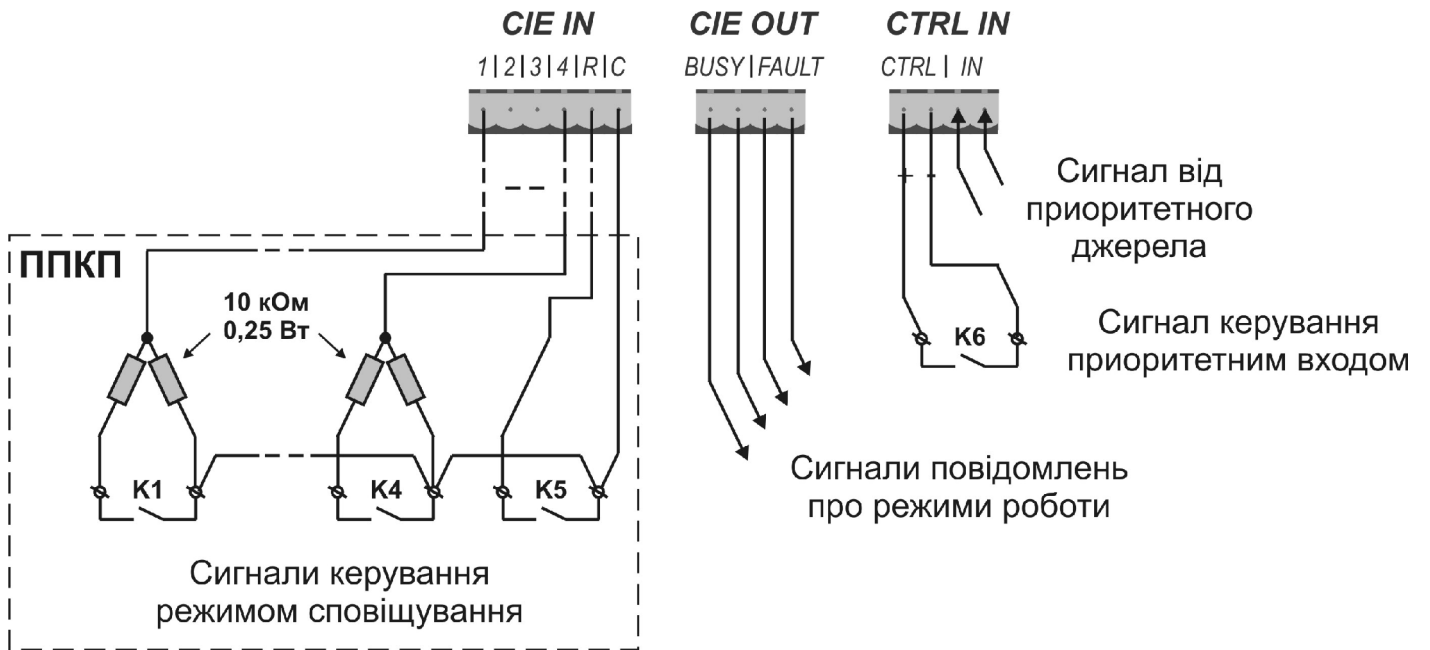 CIE IN
CIE OUT
CTRL IN
1|2|3|4|R|C
BUSY|FAULT
CTRL | IN
+ -
Сигнал від
приоритетного
джерела
ППКП
10 кОм
0,25 Вт
K6
Сигнал керування
приоритетним входом
K1
K4
K5
Сигнали повідомлень
про режими роботи
Сигнали керування
режимом сповіщування